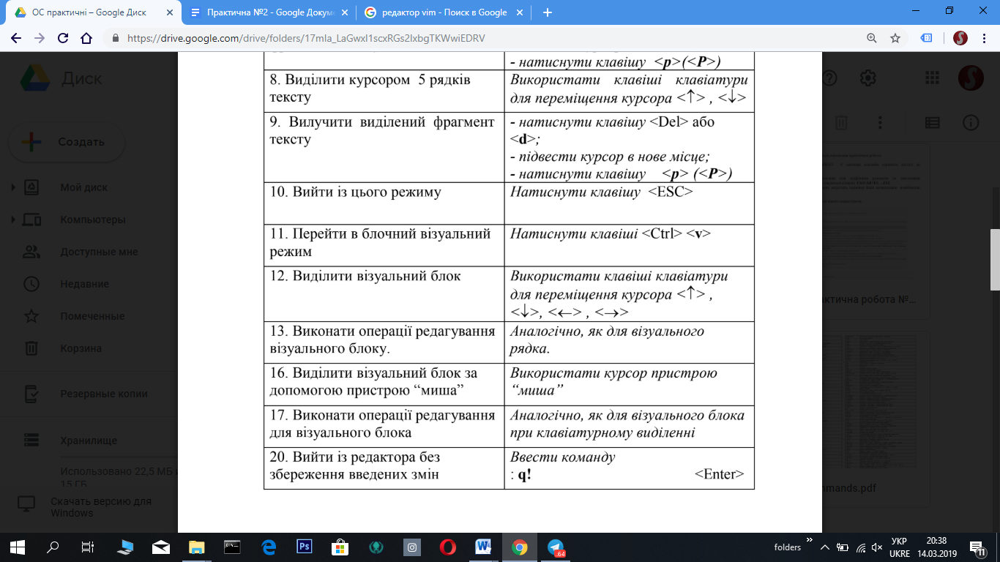 ОС практичні – Google Диск
Практична №2 - Google Докуме
редактор vim - Поиск в Google
https://drive.google.com/drive/folders/17mla_LaGwxI1scxRGs2IxbgTKWwiEDRV
Диск
Создать
Мой диск
Компьютеры
Доступные мне
Недавние
Помеченные
Корзина
Резервные копии
Хранилище
Использовано 22,5 МБ
15 ГБ
Скачать версию для
Windows
- натиснути клавішу <p>(<P>)
8. Виділити курсором 5 рядків
тексту
Використати клавіші клавіатури
для переміщення курсора <↑> , <↓>
9. Вилучити виділений фрагмент
тексту
- натиснути клавішу <Del> або
<d>;
- підвести курсор в нове місце;
- натиснути клавішу <p> (<P>)
10. Вийти із цього режиму
Натиснути клавішу <ESC>
11. Перейти в блочний візуальний
режим
Натиснути клавіші <Ctrl> <v>
12. Виділити візуальний блок
Використати клавіші клавіатури
для переміщення курсора <↑> ,
<↓>, <←> , <→>
13. Виконати операції редагування
візуального блоку.
Аналогічно, як для візуального
рядка.
16. Виділити візуальний блок за
допомогою пристрою “миша”
Використати курсор пристрою
“миша”
17. Виконати операції редагування
для візуального блока
Аналогічно, як для візуального блока
при клавіатурному виділенні
20. Вийти із редактора без
збереження введених змін
Ввести команду
: q! <Enter>
актична робота №...
mmands.pdf
folders
УКР
UKRE
20:38
14.03.2019
.64
11